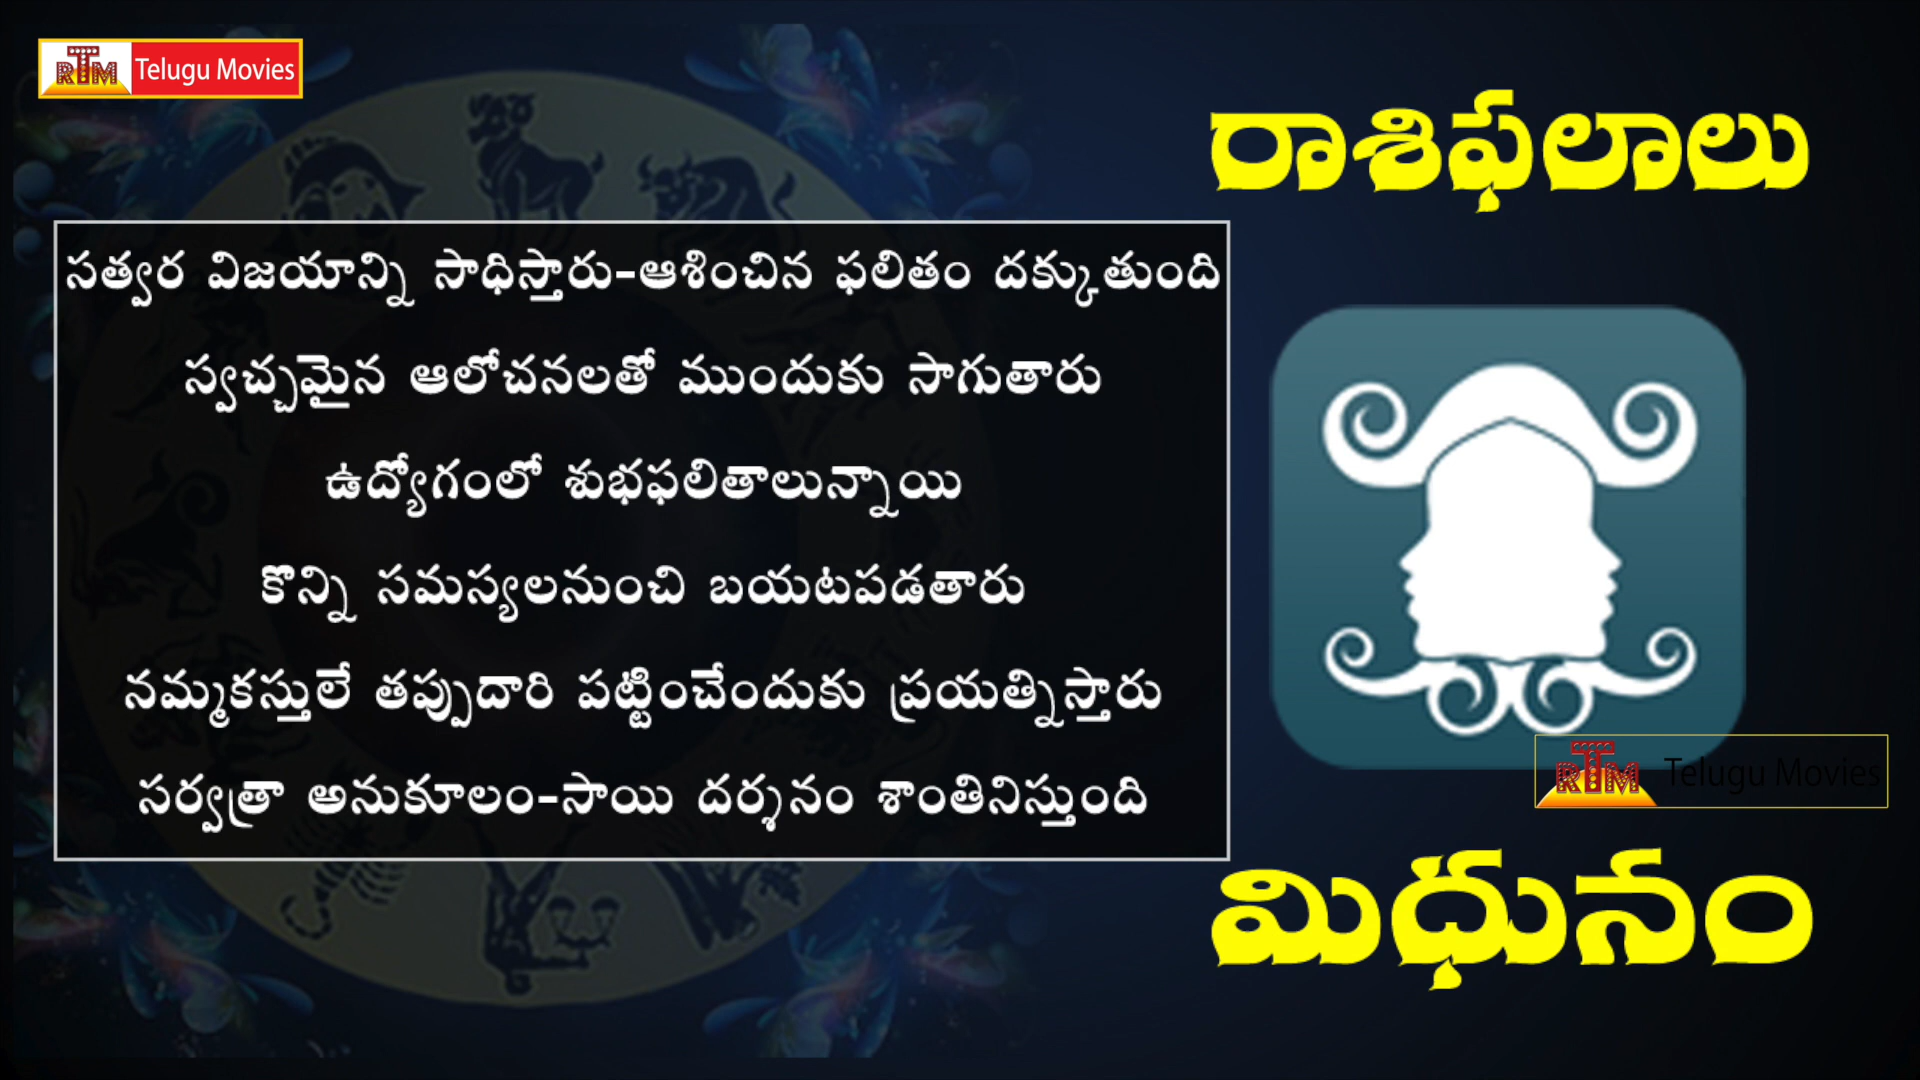 RTM Telugu Movies
రాశిఫలాలు
సత్వర విజయాన్ని సాధిస్తారు-ఆశించిన ఫలితం దక్కుతుంది
స్వచ్చమైన ఆలోచనలతో ముందుకు సాగుతారు
ఉద్యోగంలో శుభఫలితాలున్నాయి
కొన్ని సమస్యలనుంచి బయటపడతారు
నమ్మకస్తులే తప్పుదారి పట్టించేందుకు ప్రయత్నిస్తారు
సర్వత్రా అనుకూలం-సాయి దర్శనం శాంతినిస్తుంది
RTM Telugu Movies
మిధునం